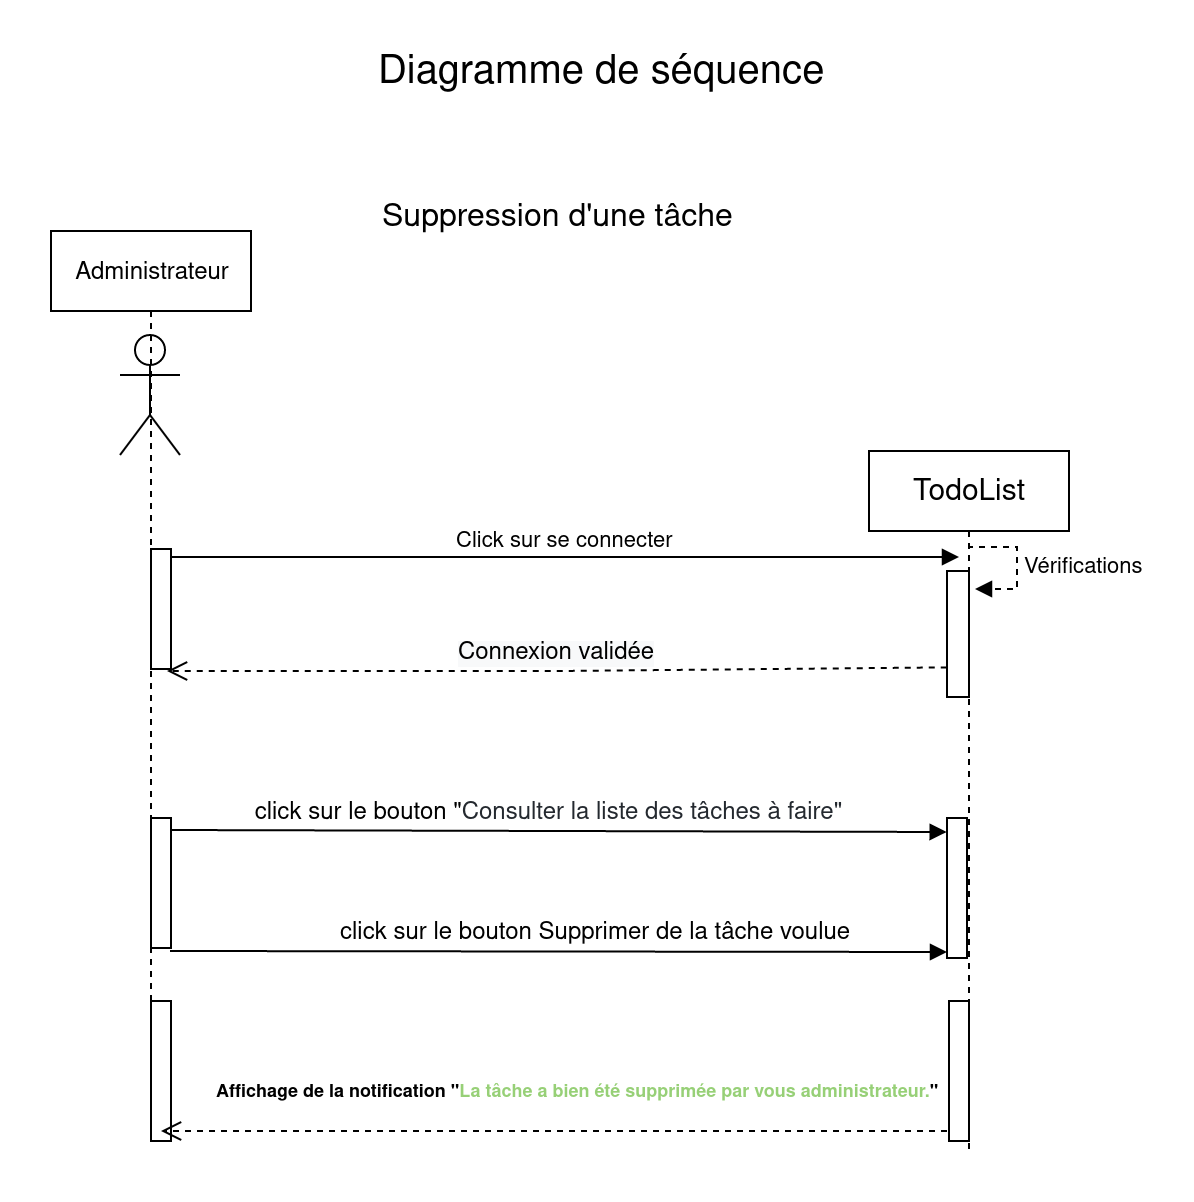 Diagramme de séquence
Suppression d'une tâche
Administrateur
TodoList
Click sur se connecter
Vérifications
Connexion validée
click sur le bouton "Consulter la liste des tâches à faire"
click sur le bouton Supprimer de la tâche voulue
Affichage de la notification "La tâche a bien été supprimée par vous administrateur."